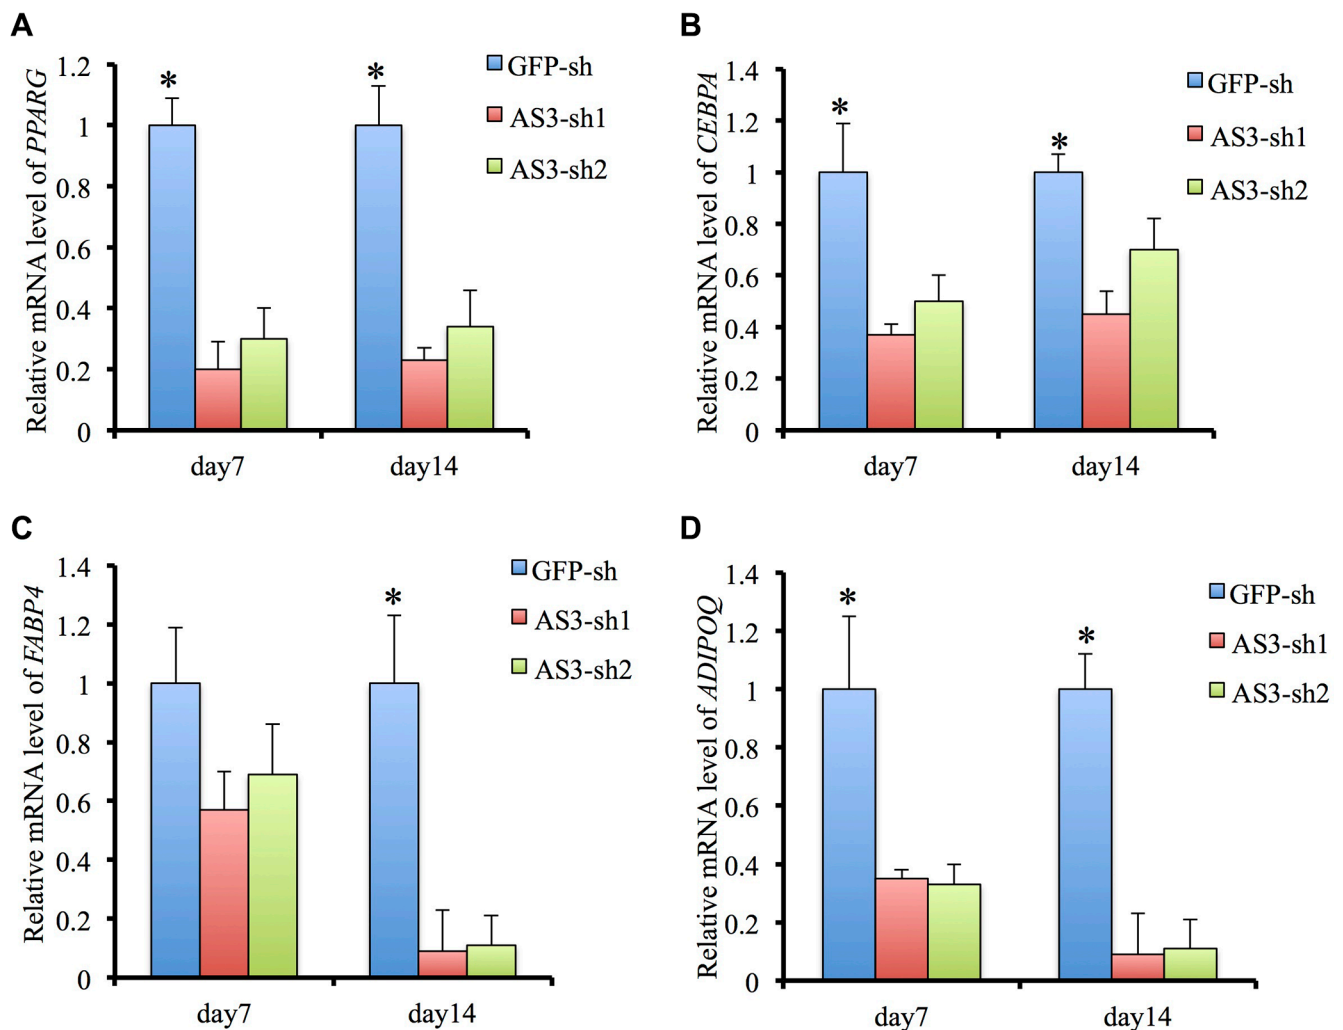 A
Relative mRNA level of PPARG
1.2
1
0.8
0.6
0.4
0.2
0
*
*
GFP-sh
AS3-sh1
AS3-sh2
day7
day14
B
Relative mRNA level of CEBPA
1.4
1.2
1
0.8
0.6
0.4
0.2
0
*
*
GFP-sh
AS3-sh1
AS3-sh2
day7
day14
C
Relative mRNA level of FABP4
1.4
1.2
1
0.8
0.6
0.4
0.2
0
*
GFP-sh
AS3-sh1
AS3-sh2
day7
day14
D
Relative mRNA level of ADIPOQ
1.4
1.2
1
0.8
0.6
0.4
0.2
0
*
*
GFP-sh
AS3-sh1
AS3-sh2
day7
day14